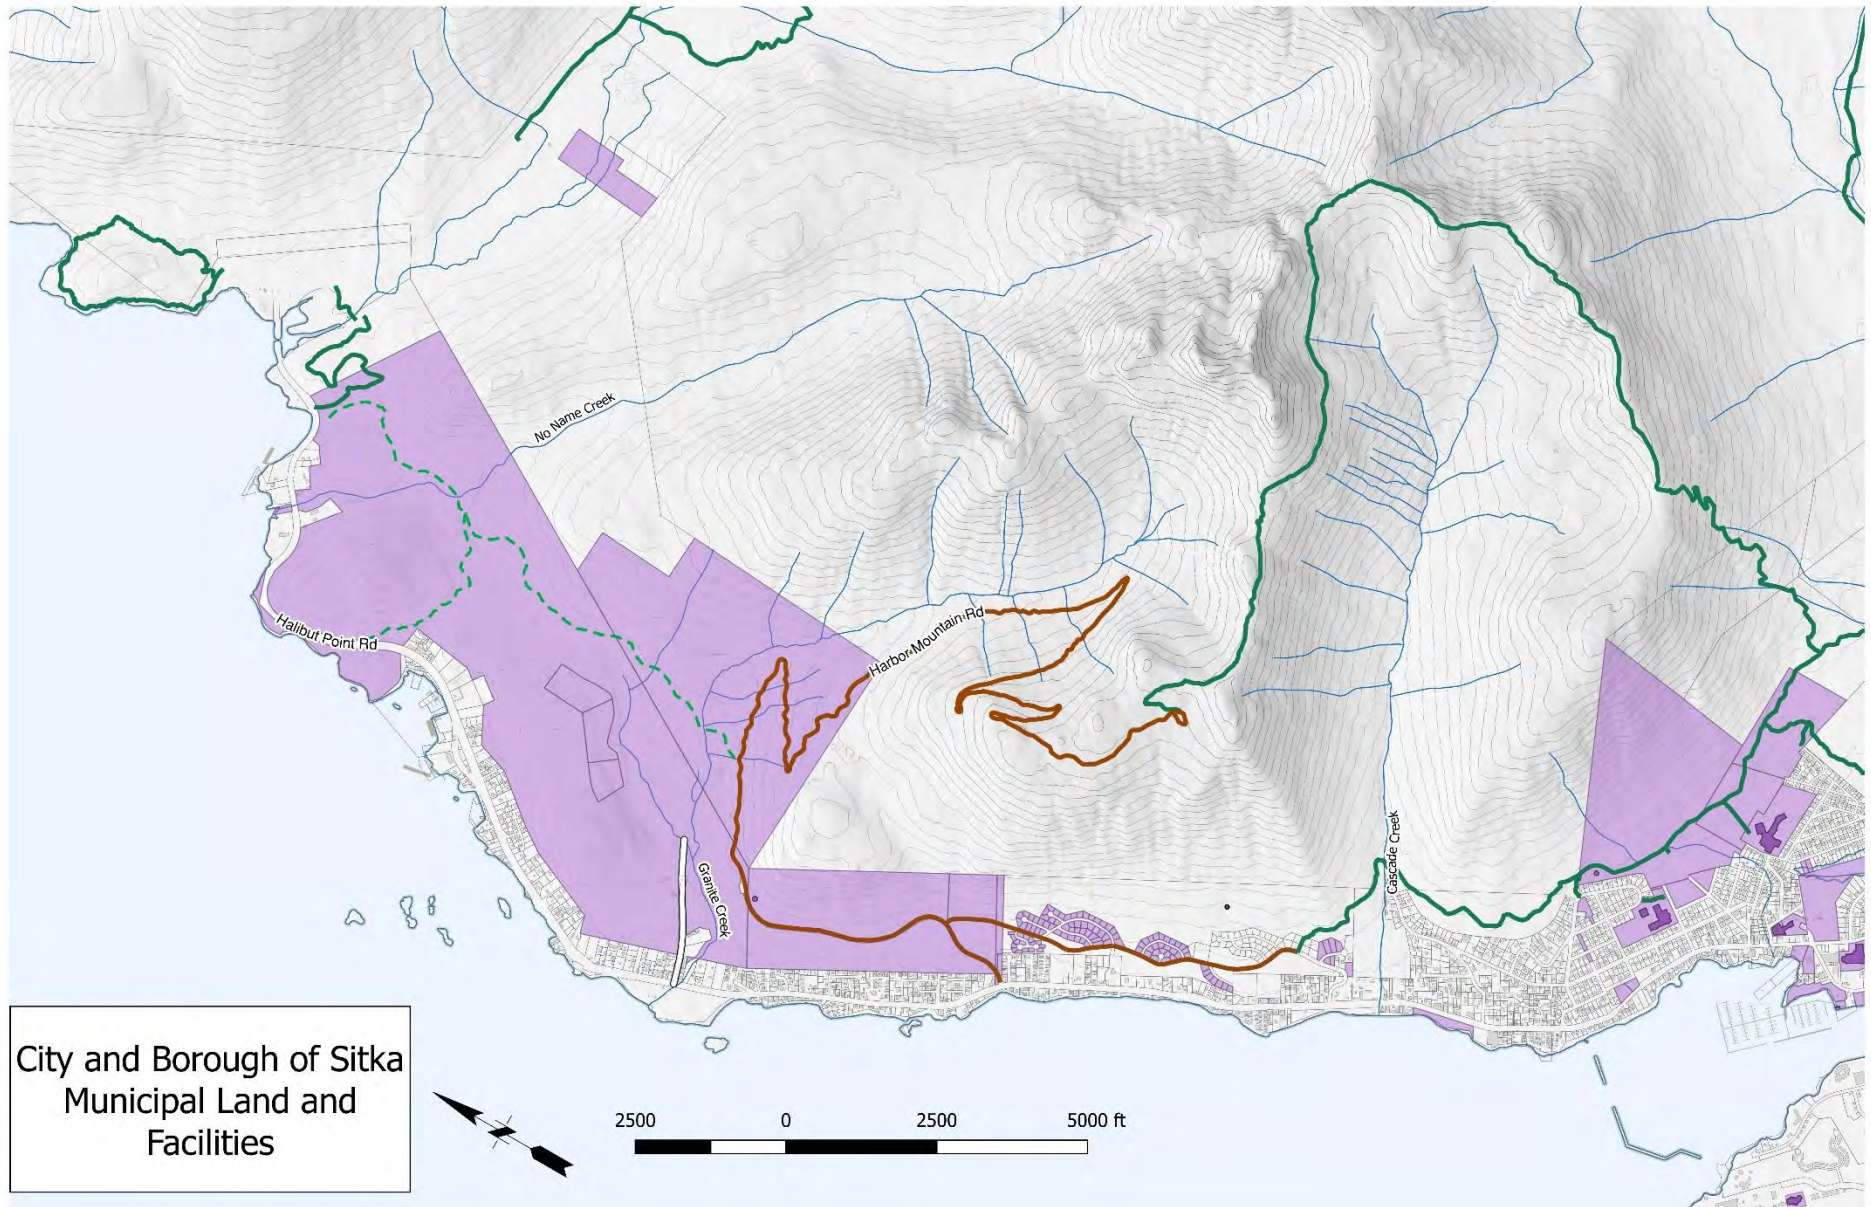 No Name Creek
Halibut Point Rd
Harbor Mountain Rd
Granite Creek
Cascade Creek
City and Borough of Sitka
Municipal Land and
Facilities
2500 0 2500 5000 ft